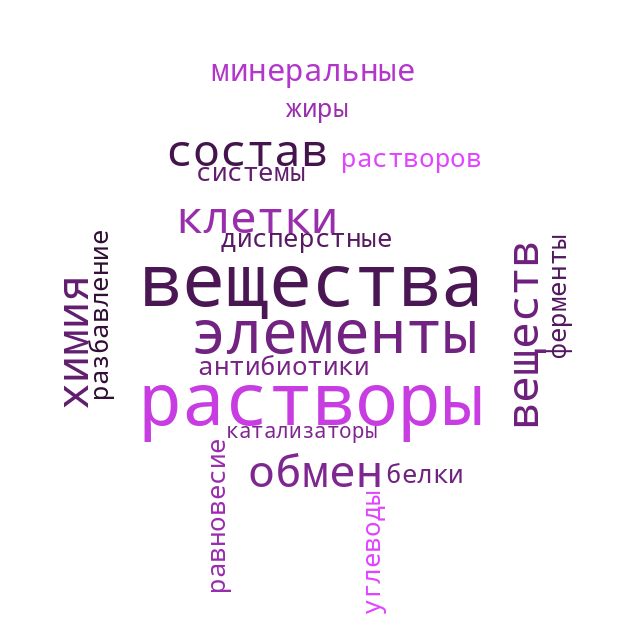 минеральные
жиры
состав
растворов
системы
клетки
дисперстные
вещества
химия
разбавление
веществ
ферменты
элементы
антибиотики
растворы
катализаторы
обмен
белки
равновесие
углеводы